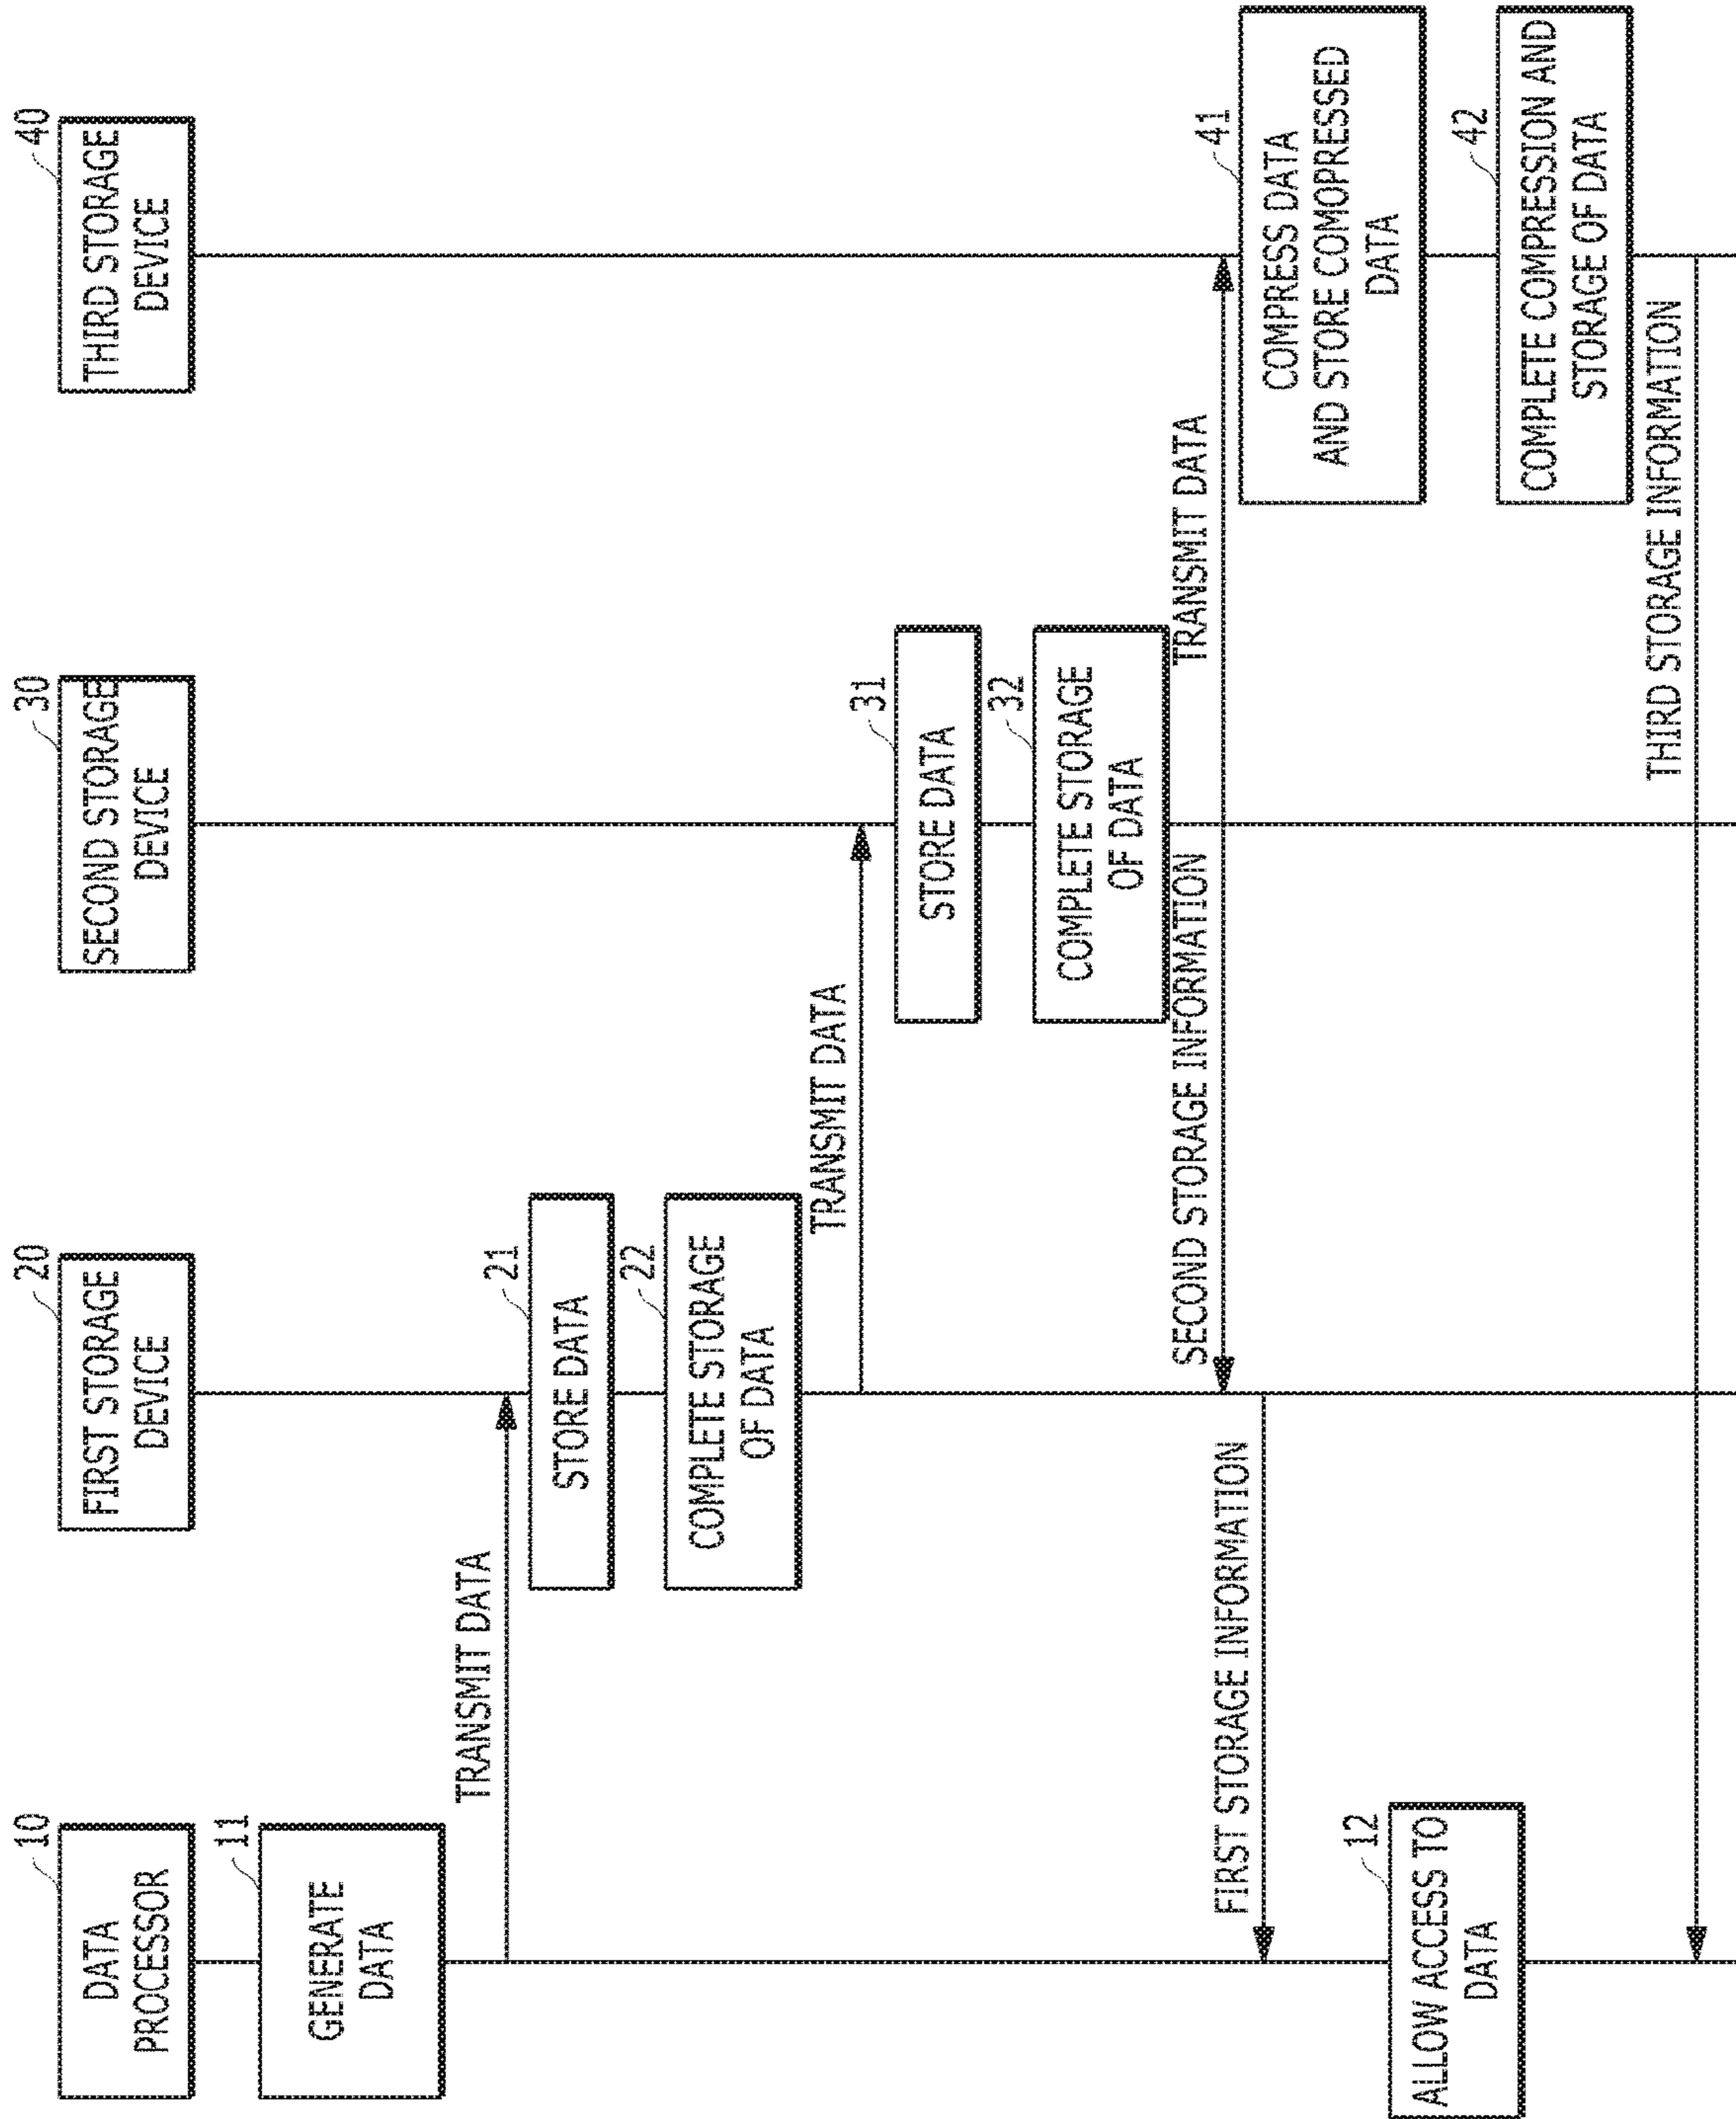 10
DATA
PROCESSOR
20
FIRST STORAGE
DEVICE
30
SECOND STORAGE
DEVICE
40
THIRD STORAGE
DEVICE
11
GENERATE
DATA
TRANSMIT DATA
21
STORE DATA
22
COMPLETE STORAGE
OF DATA
TRANSMIT DATA
31
STORE DATA
32
COMPLETE STORAGE
OF DATA
SECOND STORAGE INFORMATION
TRANSMIT DATA
FIRST STORAGE INFORMATION
41
COMPRESS DATA
AND STORE COMOPRESSED
DATA
12
ALLOW ACCESS TO
DATA
42
COMPLETE COMPRESSION AND
STORAGE OF DATA
THIRD STORAGE INFORMATION